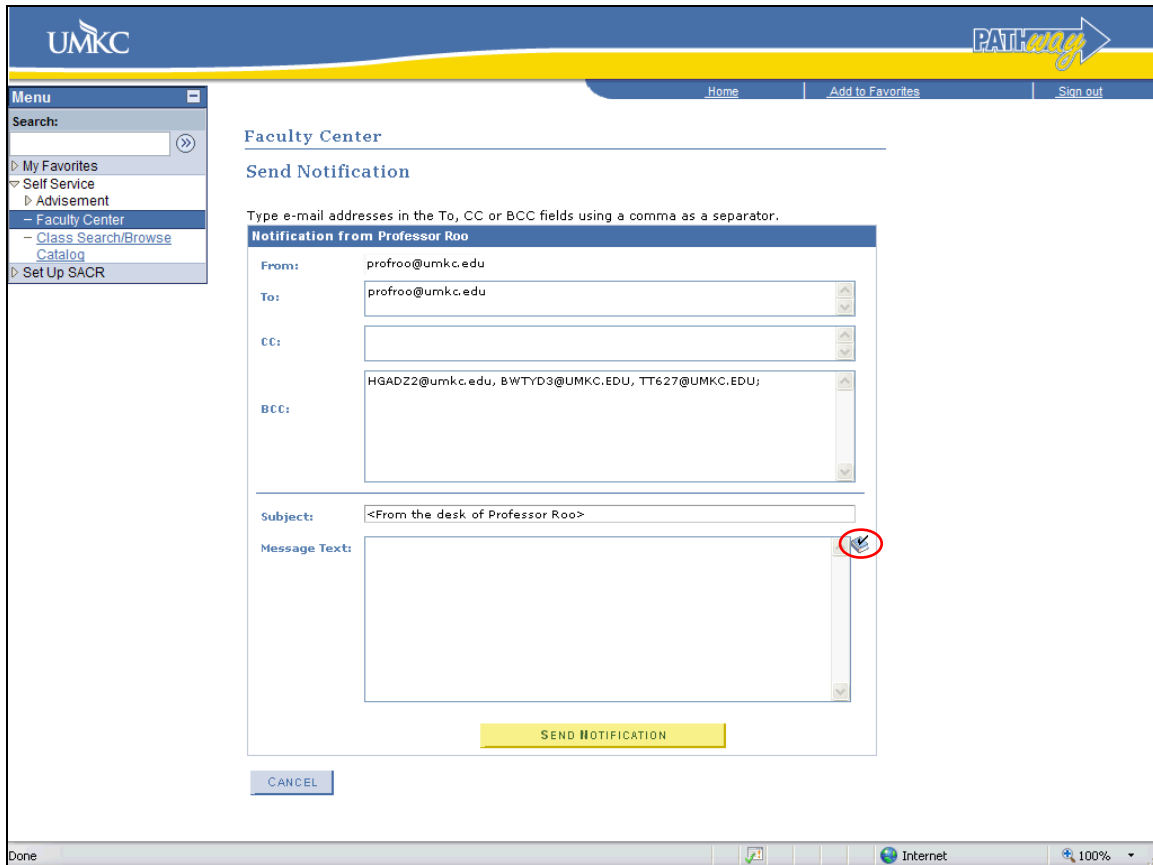 UMKC
PATHway
Home
Add to Favorites
Sign out
Menu
Search:
My Favorites
Self Service
Advisement
– Faculty Center
– Class Search/Browse
Catalog
Set Up SACR
Faculty Center
Send Notification
Type e-mail addresses in the To, CC or BCC fields using a comma as a separator.
Notification from Professor Roo
From: profroo@umkc.edu
To: profroo@umkc.edu
CC:
BCC: HGADZ2@umkc.edu, BWTYD3@UMKC.EDU, TT627@UMKC.EDU;
Subject: <From the desk of Professor Roo>
Message Text:
SEND NOTIFICATION
CANCEL
Done
Internet
100%